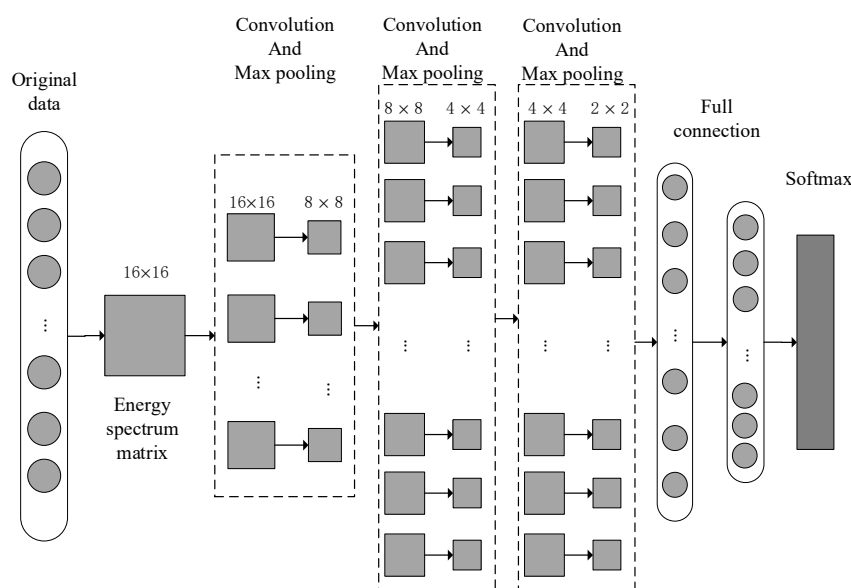 Original
data
16×16
Energy
spectrum
matrix
Convolution
And
Max pooling
16×16
8 × 8
Convolution
And
Max pooling
8 × 8
4 × 4
Convolution
And
Max pooling
4 × 4
2 × 2
Full
connection
Softmax